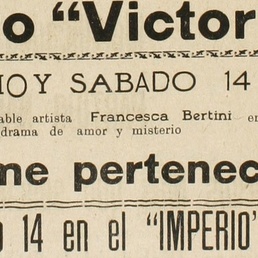 o "Victor
HOY SABADO 14
able artista Francesca Bertini en
drama de amor y misterio
me pertenec
o 14 en el "IMPERIO"